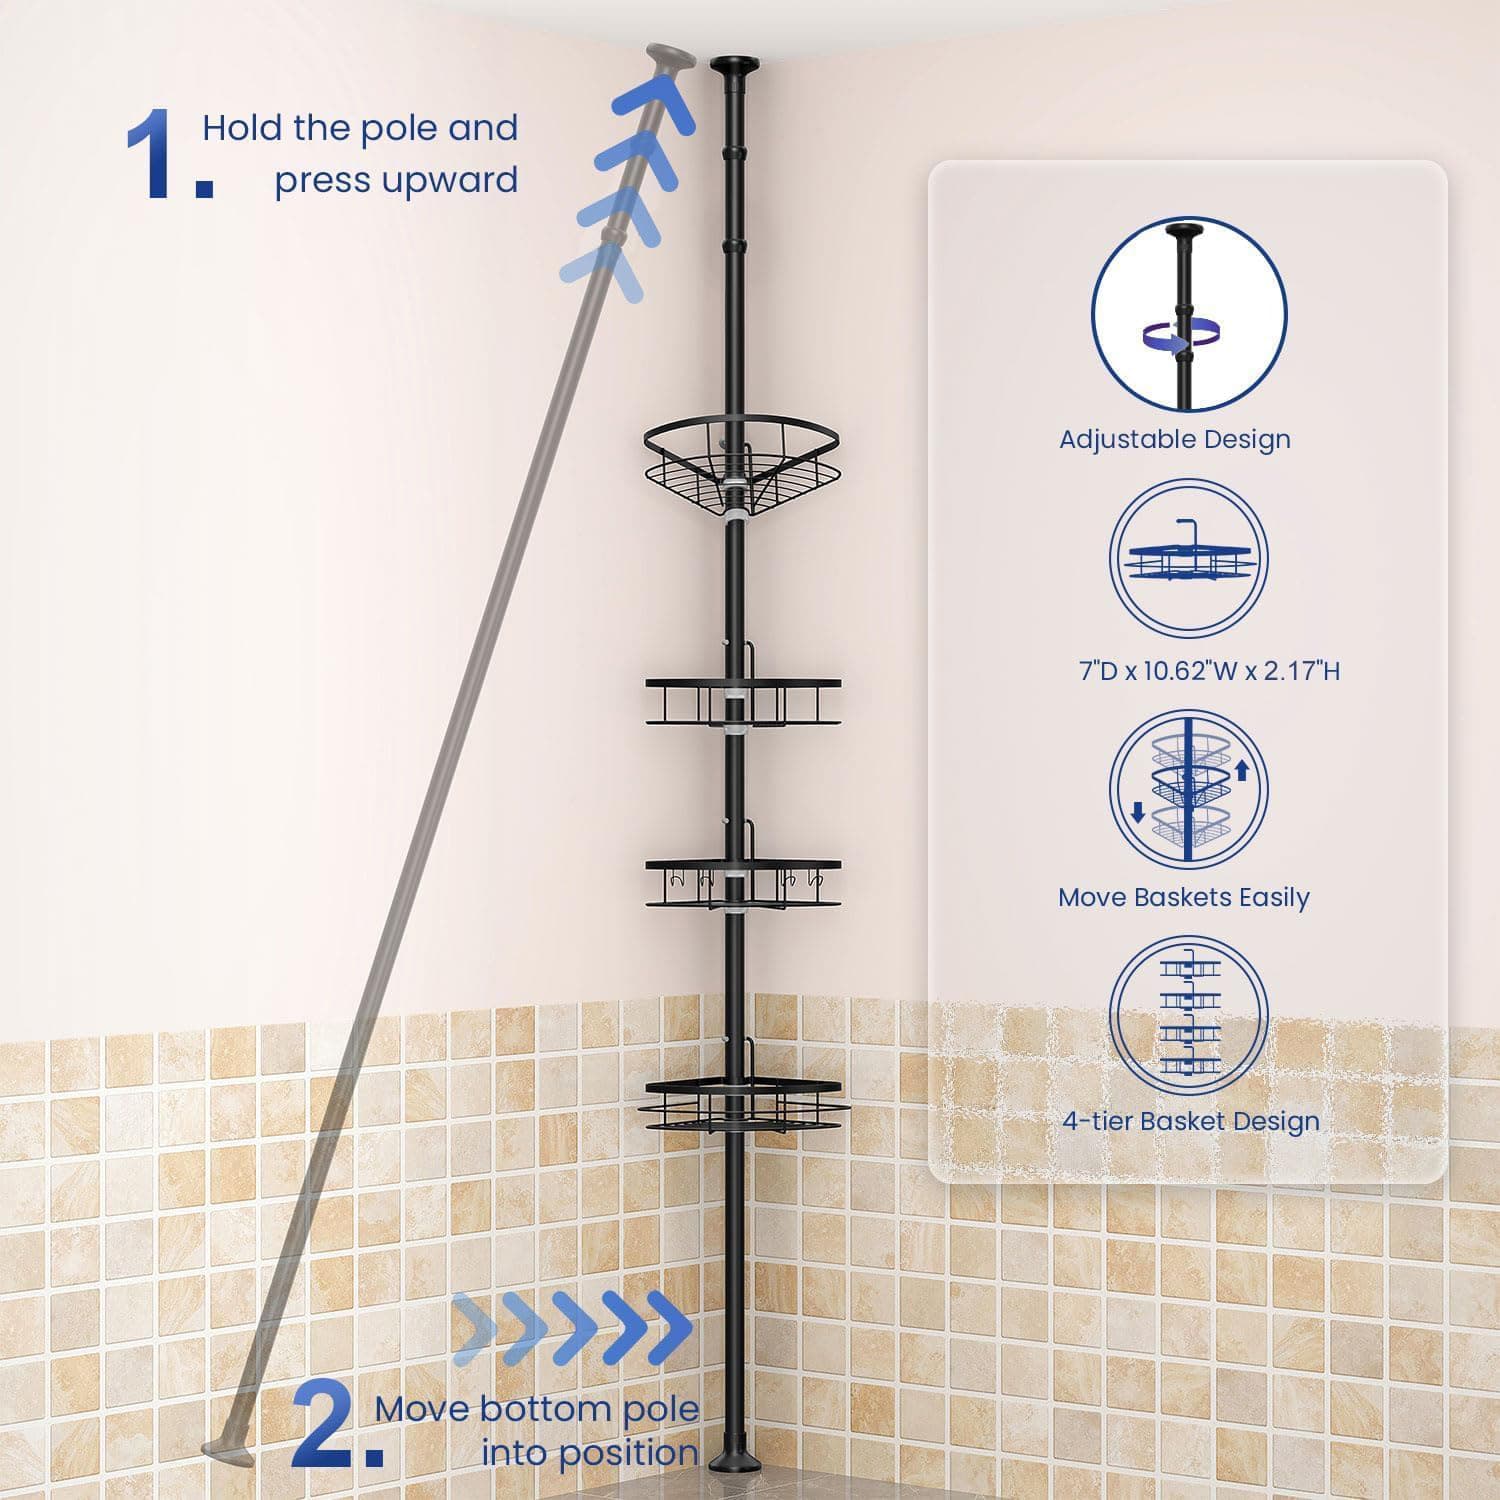 1. Hold the pole and
press upward
Adjustable Design
7"D x 10.62"W x 2.17"H
Move Baskets Easily
4-tier Basket Design
2. Move bottom pole
into position